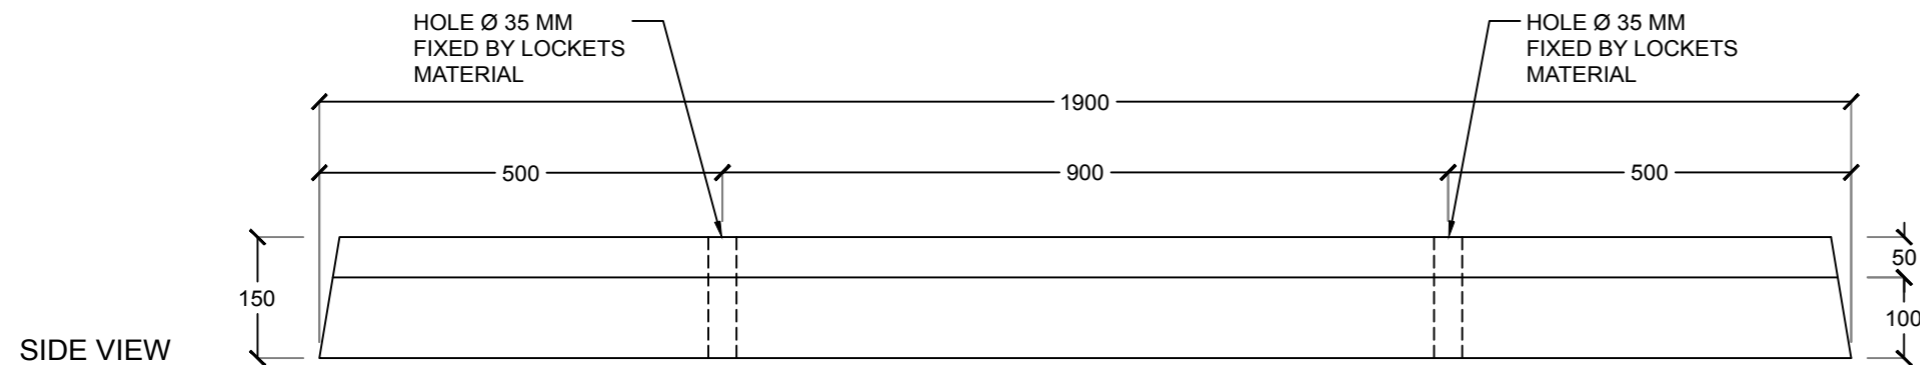 HOLE Ø 35 MM
FIXED BY LOCKETS
MATERIAL
HOLE Ø 35 MM
FIXED BY LOCKETS
MATERIAL
1900
500
900
500
150
50
100
SIDE VIEW